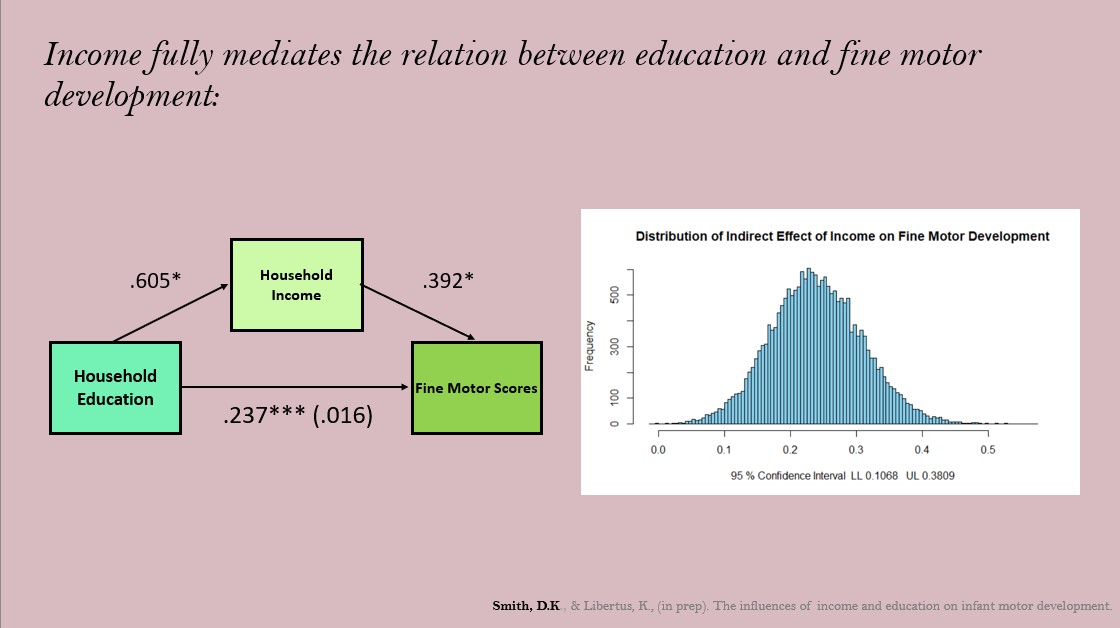 Income fully mediates the relation between education and fine motor
development:
.605*
Household
Income
.392*
Household
Education
Fine Motor Scores
.237*** (.016)
Distribution of Indirect Effect of Income on Fine Motor Development
Frequency
500
300
100
0
0.0 0.1 0.2 0.3 0.4 0.5
95 % Confidence Interval LL 0.1068 UL 0.3809
Smith, D.K., & Libertus, K., (in prep). The influences of income and education on infant motor development.